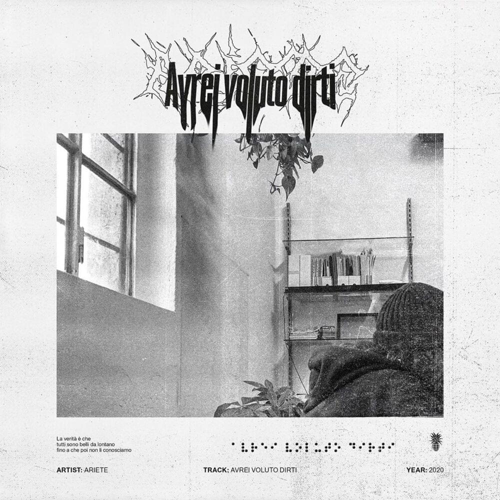 Avrei voluto dirti
La verità è che
tutti sono belli da lontano
fino a che poi non li conosciamo
ARTIST: ARIETE
TRACK: AVREI VOLUTO DIRTI
YEAR: 2020